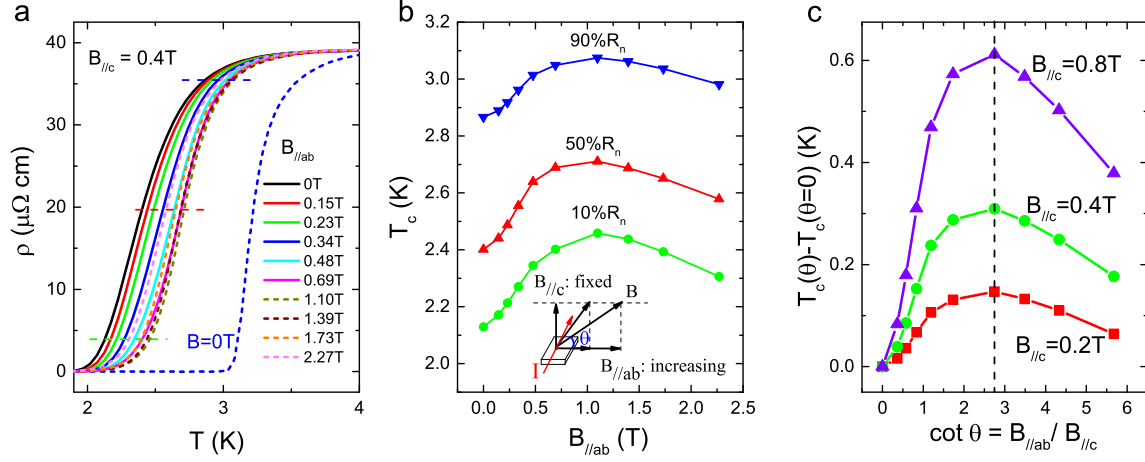 a
B//c = 0.4T
B//ab
0T
0.15T
0.23T
0.34T
0.48T
0.69T
1.10T
1.39T
1.73T
2.27T
B=0T
ρ (μΩ cm)
40
30
20
10
0
2
3
4
T (K)
b
90%Rn
50%Rn
10%Rn
B//c: fixed
B
θ
I
B//ab: increasing
Tc (K)
3.2
3.0
2.8
2.6
2.4
2.2
2.0
0.0
0.5
1.0
1.5
2.0
2.5
B//ab (T)
c
B//c=0.8T
B//c=0.4T
B//c=0.2T
Tc(θ)-Tc(θ=0) (K)
0.6
0.4
0.2
0.0
0
1
2
3
4
5
6
cot θ = B//ab/ B//c